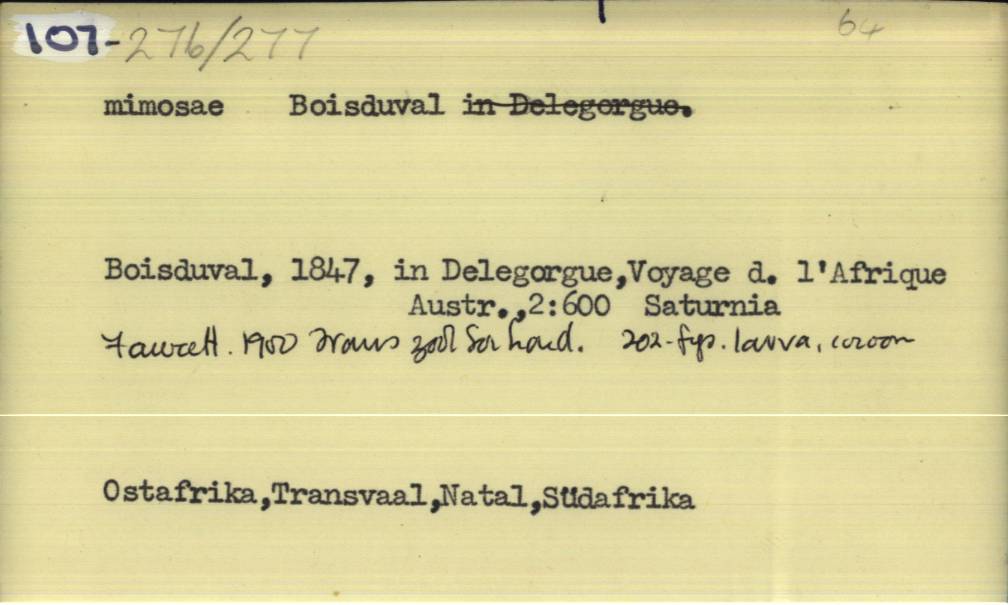 107-276/277 64
mimosae Boisduval in Delegorgue.
Boisduval, 1847, in Delegorgue,Voyage d. l'Afrique
Austr.,2:600 Saturnia
Fawcett. 1900 Trans zool Soc Lond. 202-figs. larva, cocoon
Ostafrika,Transvaal,Natal,Südafrika